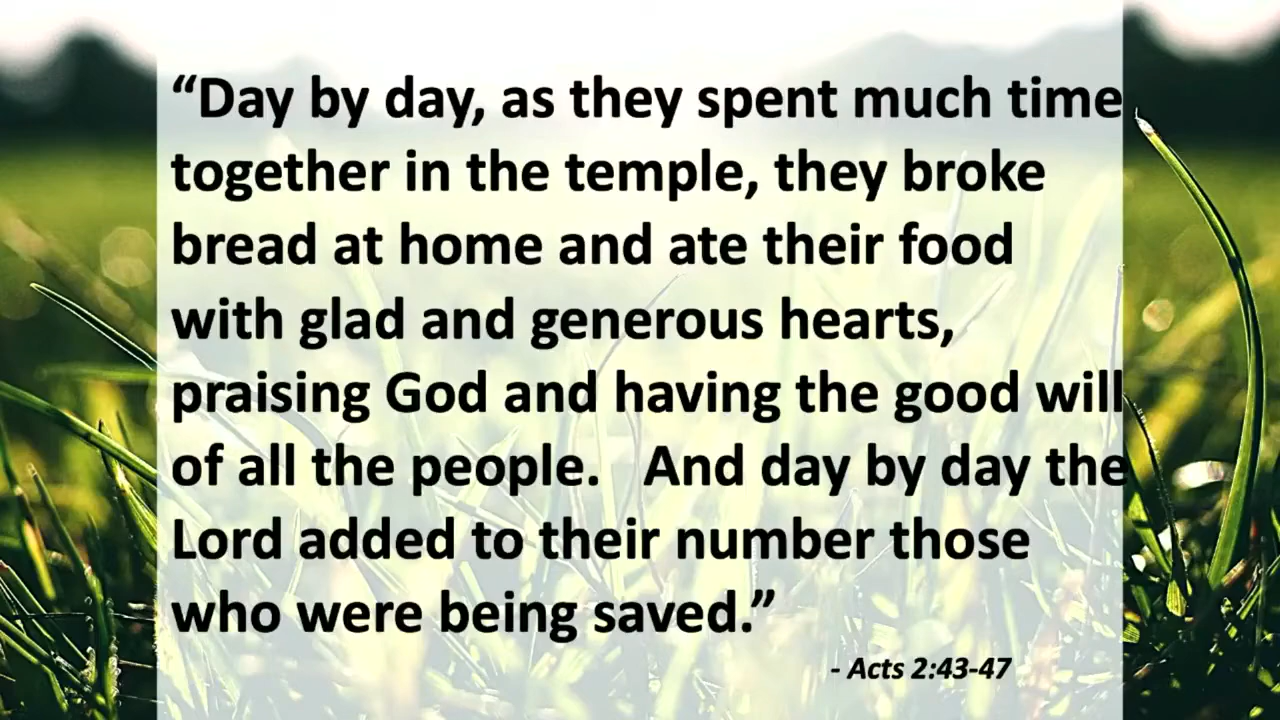 “Day by day, as they spent much time
together in the temple, they broke
bread at home and ate their food
with glad and generous hearts,
praising God and having the good will
of all the people.   And day by day the
Lord added to their number those
who were being saved.”
- Acts 2:43-47